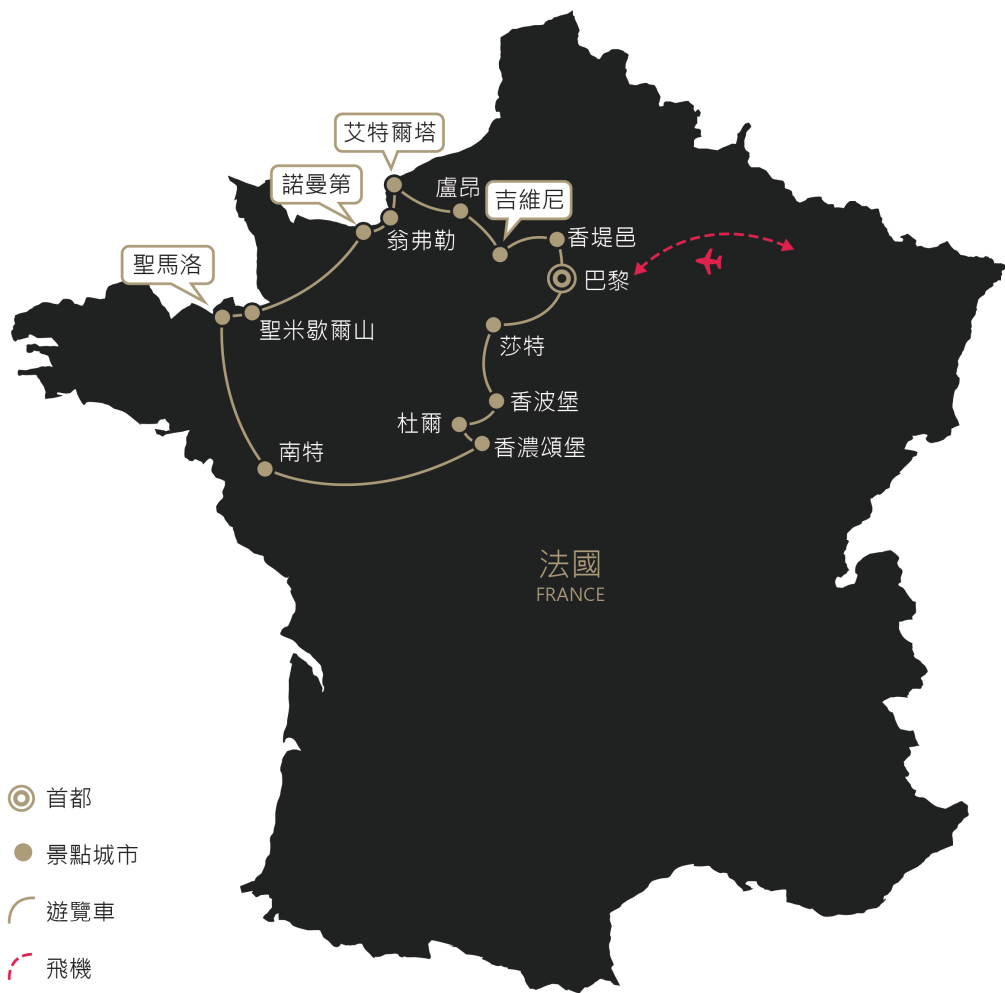 艾特爾塔
諾曼第
盧昂
吉維尼
翁弗勒
香堤邑
聖馬洛
巴黎
聖米歇爾山
莎特
香波堡
杜爾
香濃頌堡
南特
法國
FRANCE
首都
景點城市
遊覽車
飛機